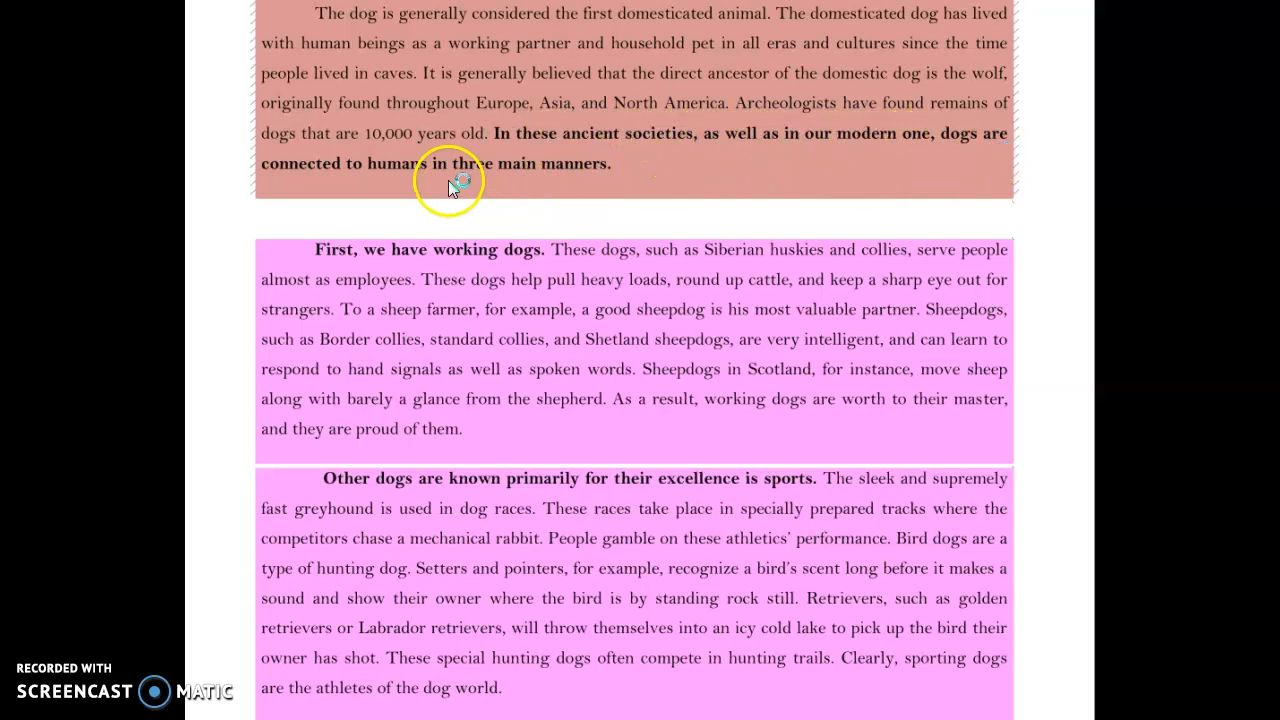 The dog is generally considered the first domesticated animal. The domesticated dog has lived
with human beings as a working partner and household pet in all eras and cultures since the time
people lived in caves. It is generally believed that the direct ancestor of the domestic dog is the wolf,
originally found throughout Europe, Asia, and North America. Archeologists have found remains of
dogs that are 10,000 years old. In these ancient societies, as well as in our modern one, dogs are
connected to humans in three main manners.
First, we have working dogs. These dogs, such as Siberian huskies and collies, serve people
almost as employees. These dogs help pull heavy loads, round up cattle, and keep a sharp eye out for
strangers. To a sheep farmer, for example, a good sheepdog is his most valuable partner. Sheepdogs,
such as Border collies, standard collies, and Shetland sheepdogs, are very intelligent, and can learn to
respond to hand signals as well as spoken words. Sheepdogs in Scotland, for instance, move sheep
along with barely a glance from the shepherd. As a result, working dogs are worth to their master,
and they are proud of them.
Other dogs are known primarily for their excellence is sports. The sleek and supremely
fast greyhound is used in dog races. These races take place in specially prepared tracks where the
competitors chase a mechanical rabbit. People gamble on these athletics' performance. Bird dogs are a
type of hunting dog. Setters and pointers, for example, recognize a bird's scent long before it makes a
sound and show their owner where the bird is by standing rock still. Retrievers, such as golden
retrievers or Labrador retrievers, will throw themselves into an icy cold lake to pick up the bird their
owner has shot. These special hunting dogs often compete in hunting trails. Clearly, sporting dogs
are the athletes of the dog world.
RECORDED WITH
SCREENCAST MATIC